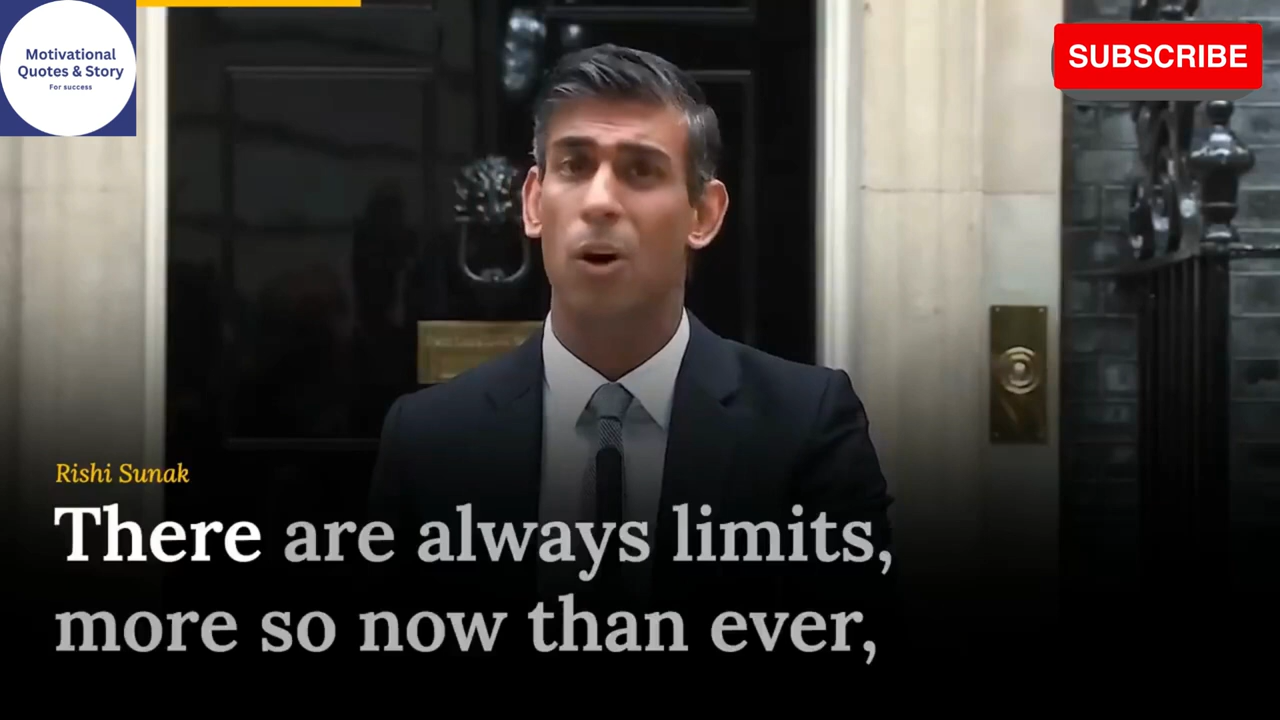 Motivational
Quotes & Story
For success
SUBSCRIBE
Rishi Sunak
There are always limits,
more so now than ever,